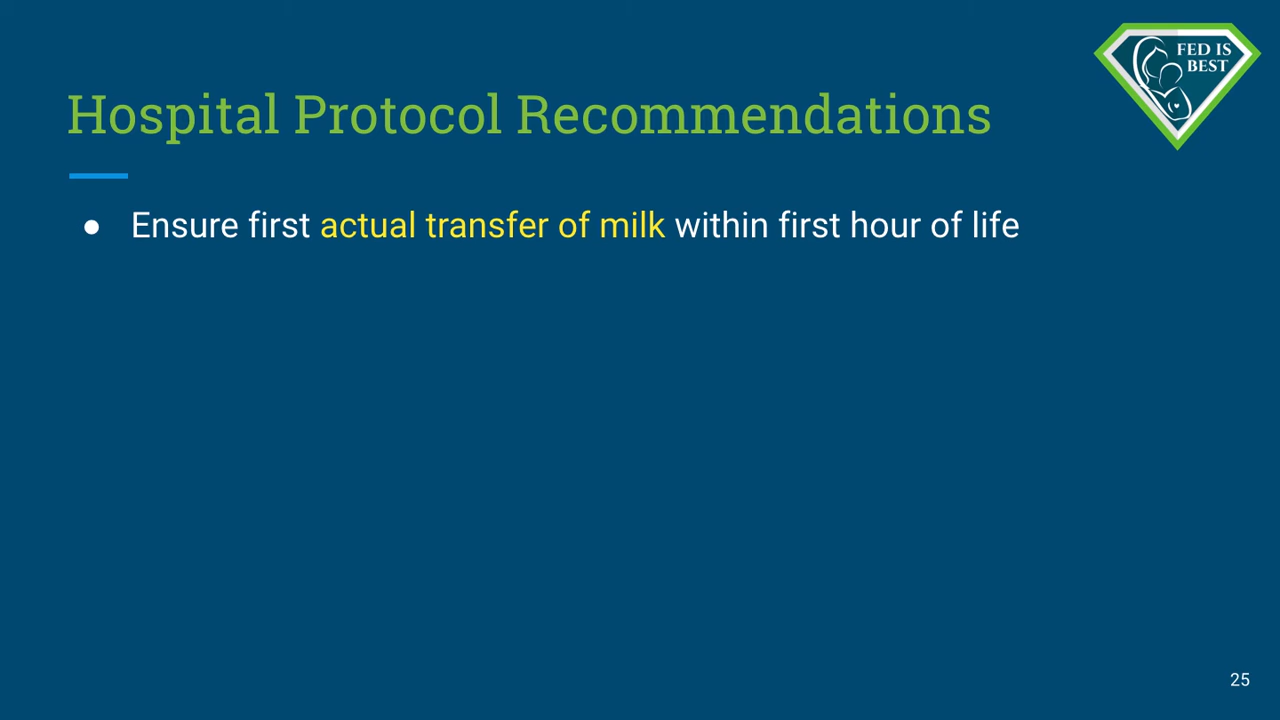 FED IS
BEST
Hospital Protocol Recommendations
● Ensure first actual transfer of milk within first hour of life
25